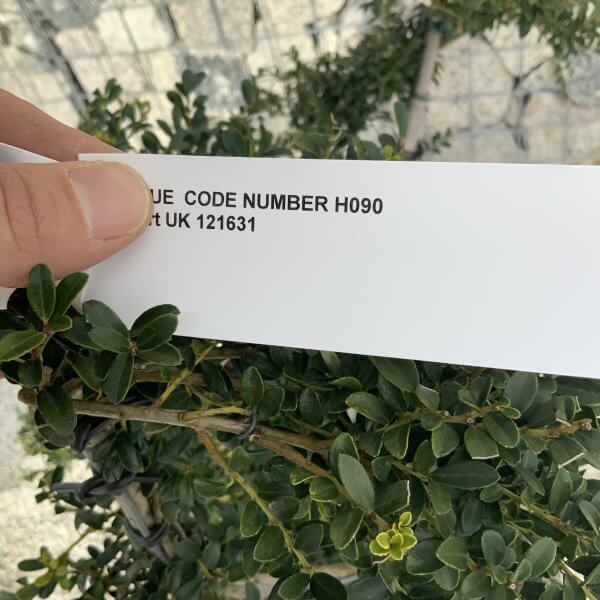 UE CODE NUMBER H090
rt UK 121631